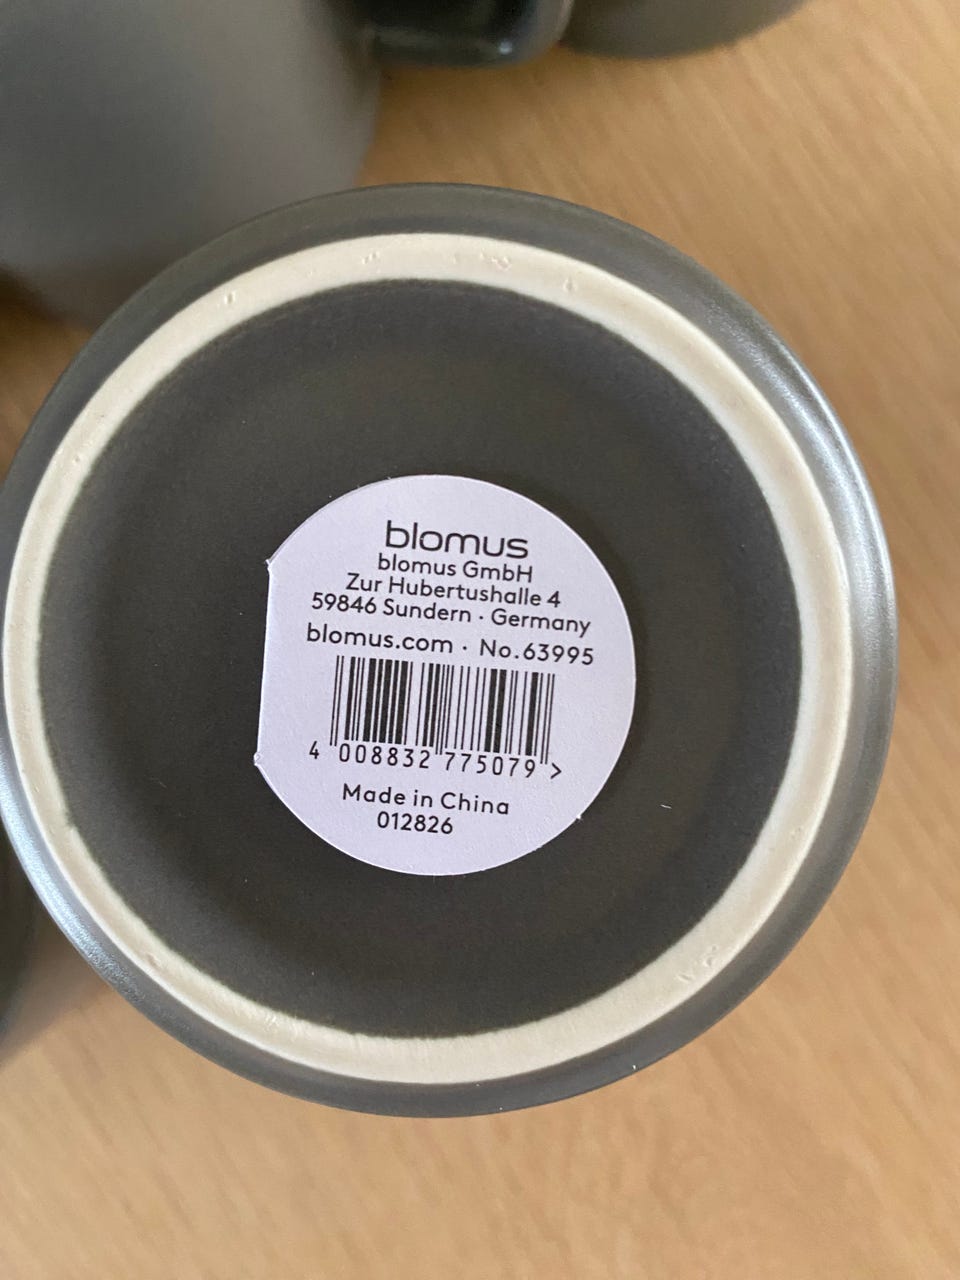 blomus
blomus GmbH
Zur Hubertushalle 4
59846 Sundern · Germany
blomus.com · No.63995
4 008832 775079 >
Made in China
012826